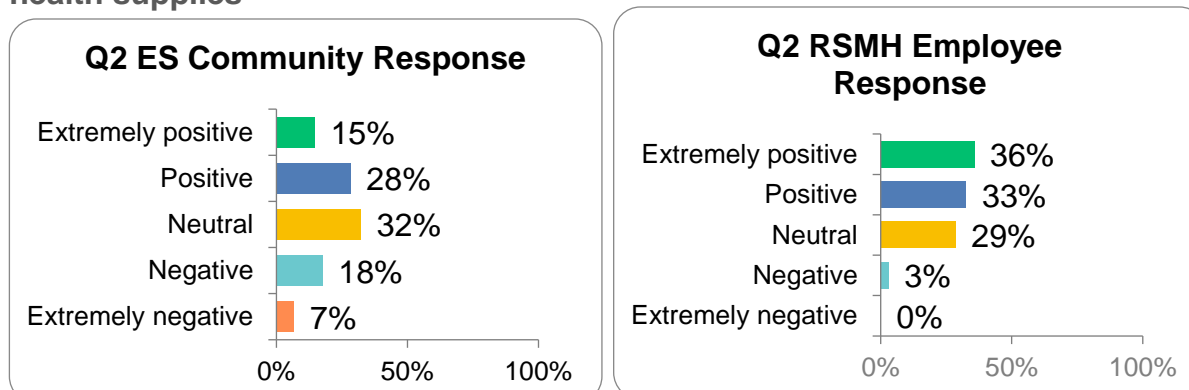 health supplies
Q2 ES Community Response
Extremely positive 15%
Positive 28%
Neutral 32%
Negative 18%
Extremely negative 7%
0% 50% 100%
Q2 RSMH Employee
Response
Extremely positive 36%
Positive 33%
Neutral 29%
Negative 3%
Extremely negative 0%
0% 50% 100%